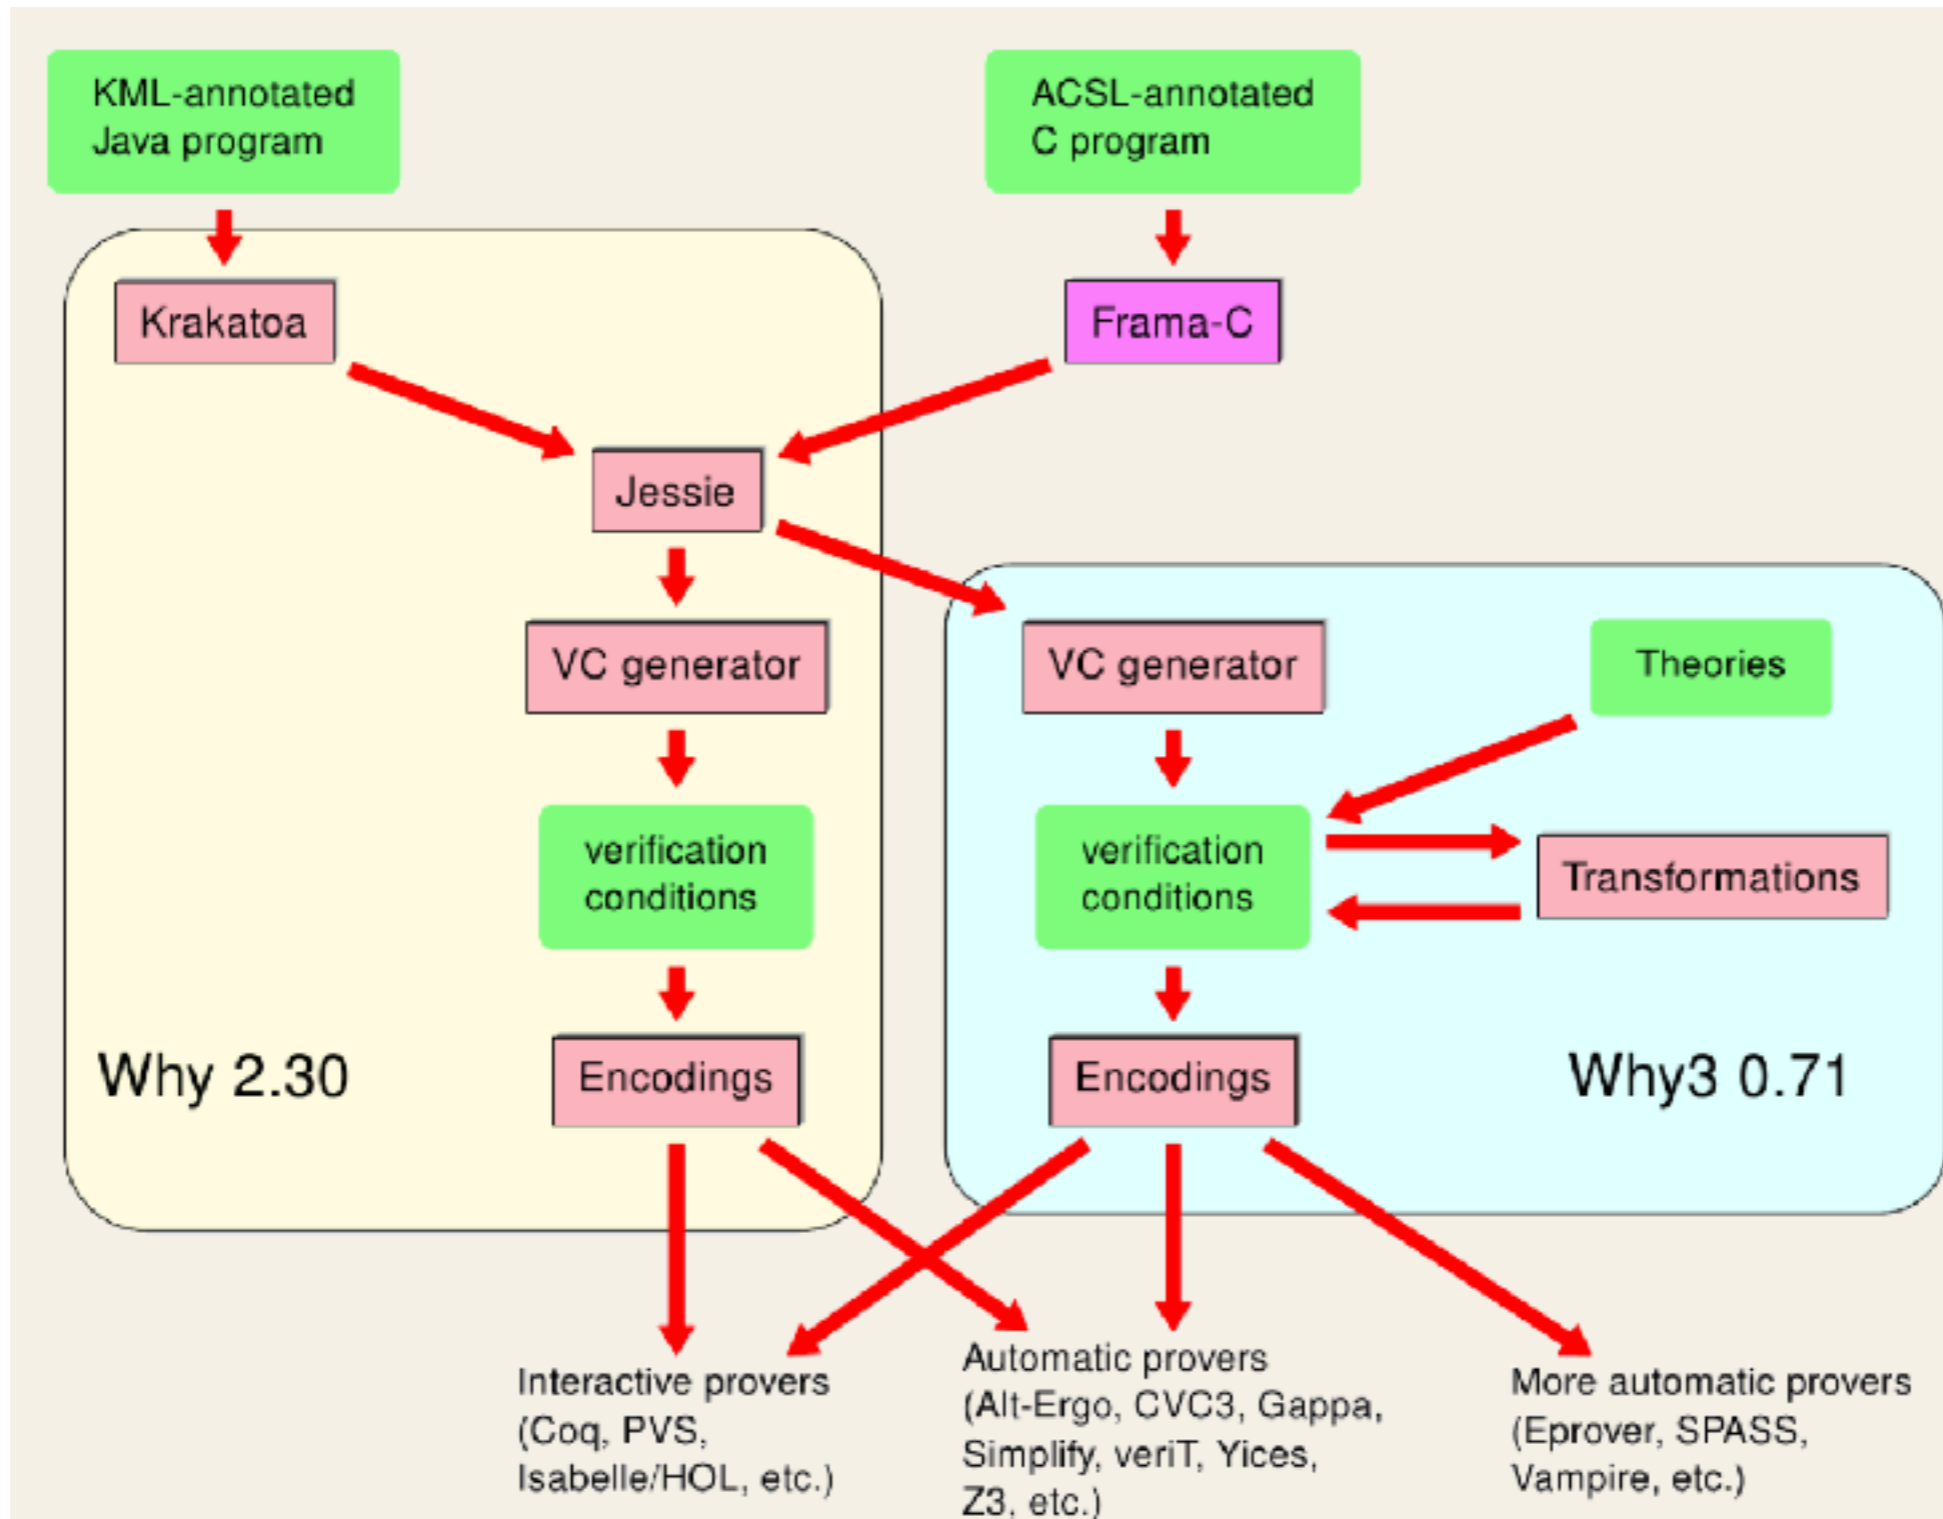 KML-annotated
Java program
ACSL-annotated
C program
Krakatoa
Frama-C
Jessie
VC generator
VC generator
Theories
verification
conditions
verification
conditions
Transformations
Why 2.30
Encodings
Encodings
Why3 0.71
Interactive provers
(Coq, PVS,
Isabelle/HOL, etc.)
Automatic provers
(Alt-Ergo, CVC3, Gappa,
Simplify, veriT, Yices,
Z3, etc.)
More automatic provers
(Eprover, SPASS,
Vampire, etc.)